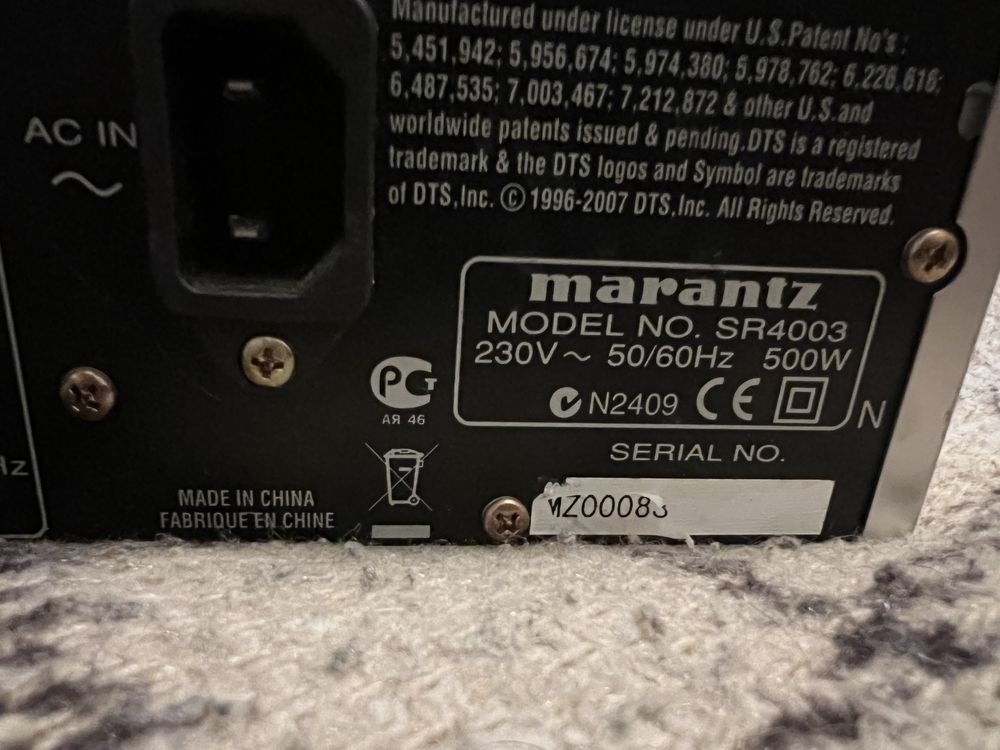 Manufactured under license under U.S.Patent No's:
5,451,942; 5,956,674; 5,974,380; 5,978,762; 6,226,616;
6,487,535; 7,003,467; 7,212,872 & other U.S.and
worldwide patents issued & pending.DTS is a registered
trademark & the DTS logos and Symbol are trademarks
of DTS,Inc. © 1996-2007 DTS,Inc. All Rights Reserved.
AC IN
~
marantz
MODEL NO. SR4003
230V ~ 50/60Hz 500W
N2409 CE
N
РСТ
АЯ 46
SERIAL NO.
Hz
MADE IN CHINA
FABRIQUE EN CHINE